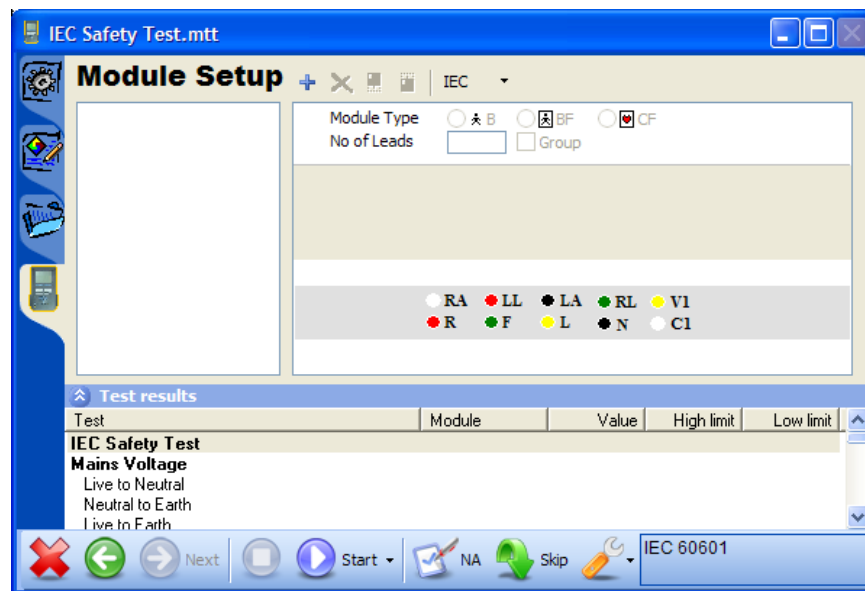 IEC Safety Test.mtt
Module Setup IEC
Module Type B BF CF
No of Leads Group
RA LL LA RL V1
R F L N C1
Test results
Test Module Value High limit Low limit
IEC Safety Test
Mains Voltage
Live to Neutral
Neutral to Earth
Live to Earth
Next Start NA Skip IEC 60601